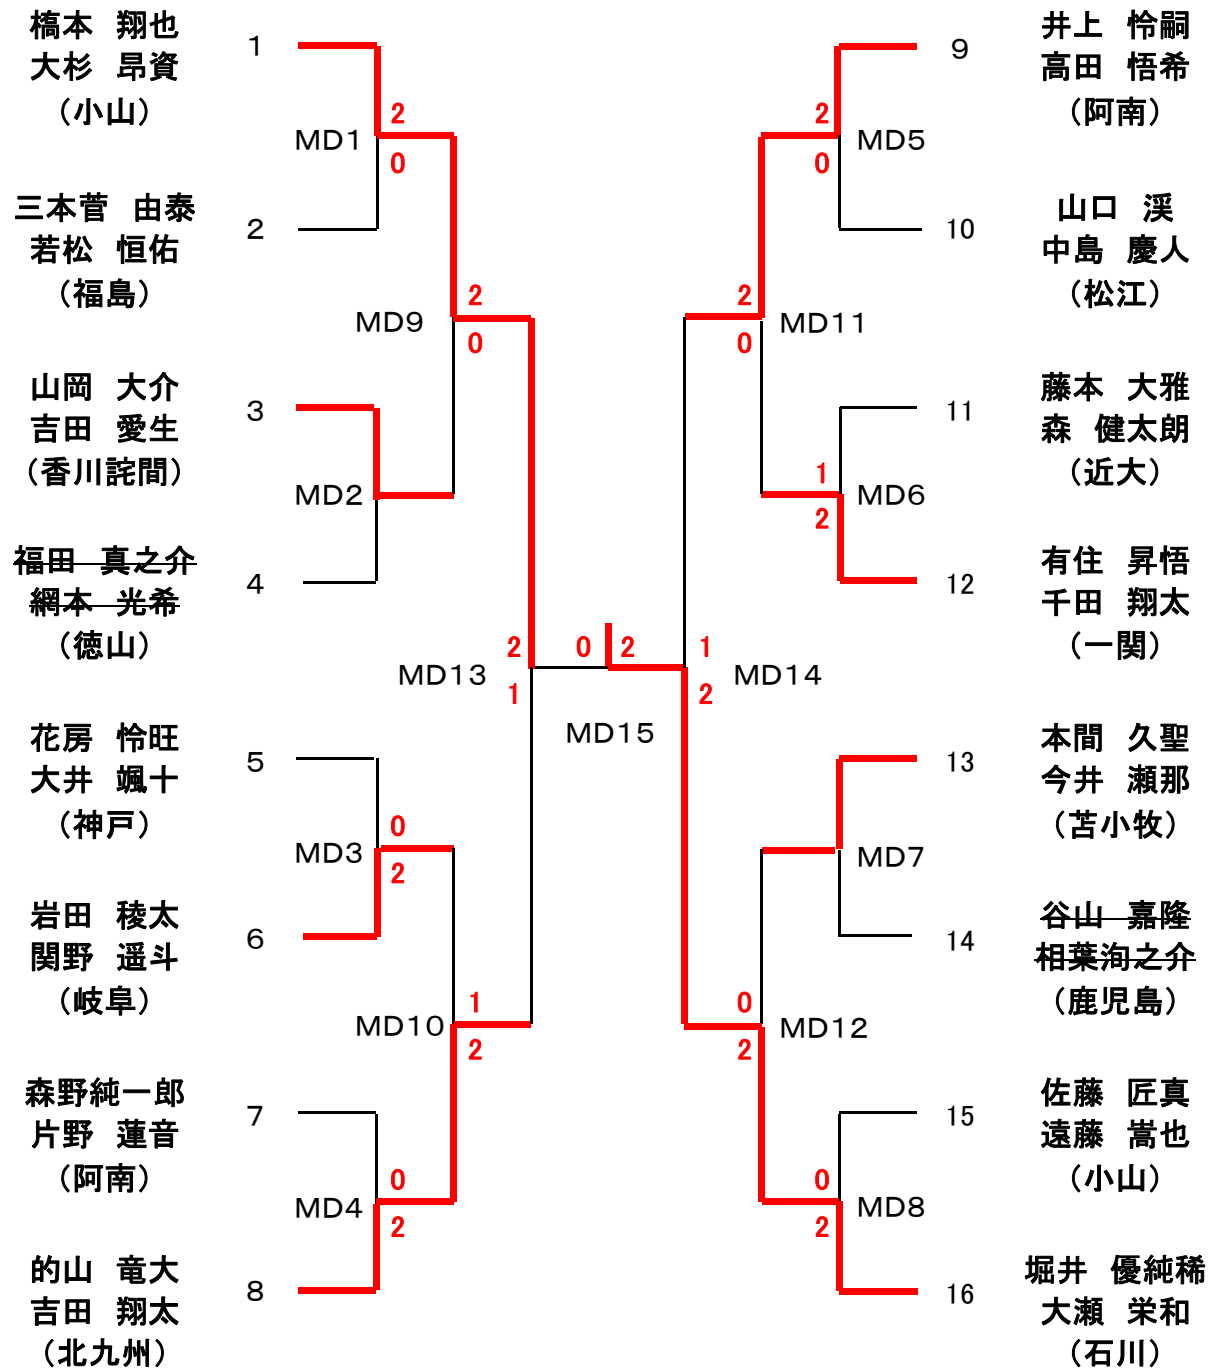 槗本　翔也
大杉　昂資
（小山）
1
2
MD1
0
三本菅　由泰
若松　恒佑
（福島）
2
2
MD9
0
山岡　大介
吉田　愛生
（香川詫間）
3
MD2
福田　真之介
網本　光希
（徳山）
4
2
MD13
1
0
2
MD15
花房　怜旺
大井　颯十
（神戸）
5
0
MD3
2
岩田　稜太
関野　遥斗
（岐阜）
6
1
MD10
2
森野純一郎
片野　蓮音
（阿南）
7
0
MD4
2
的山　竜大
吉田　翔太
（北九州）
8
井上　怜嗣
高田　悟希
（阿南）
9
2
MD5
0
山口　渓
中島　慶人
（松江）
10
2
MD11
0
藤本　大雅
森　健太朗
（近大）
11
1
MD6
2
有住　昇悟
千田　翔太
（一関）
12
1
MD14
2
本間　久聖
今井　瀬那
（苫小牧）
13
MD7
谷山　嘉隆
相葉洵之介
（鹿児島）
14
0
MD12
2
佐藤　匠真
遠藤　嵩也
（小山）
15
0
MD8
2
堀井　優純稀
大瀬　栄和
（石川）
16